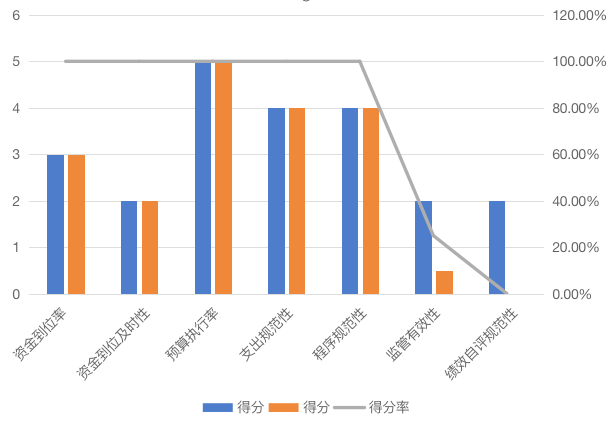 6
5
4
3
2
1
0
120.00%
100.00%
80.00%
60.00%
40.00%
20.00%
0.00%
资金到位率
资金到位及时性
预算执行率
支出规范性
程序规范性
监管有效性
绩效自评规范性
得分 得分 得分率